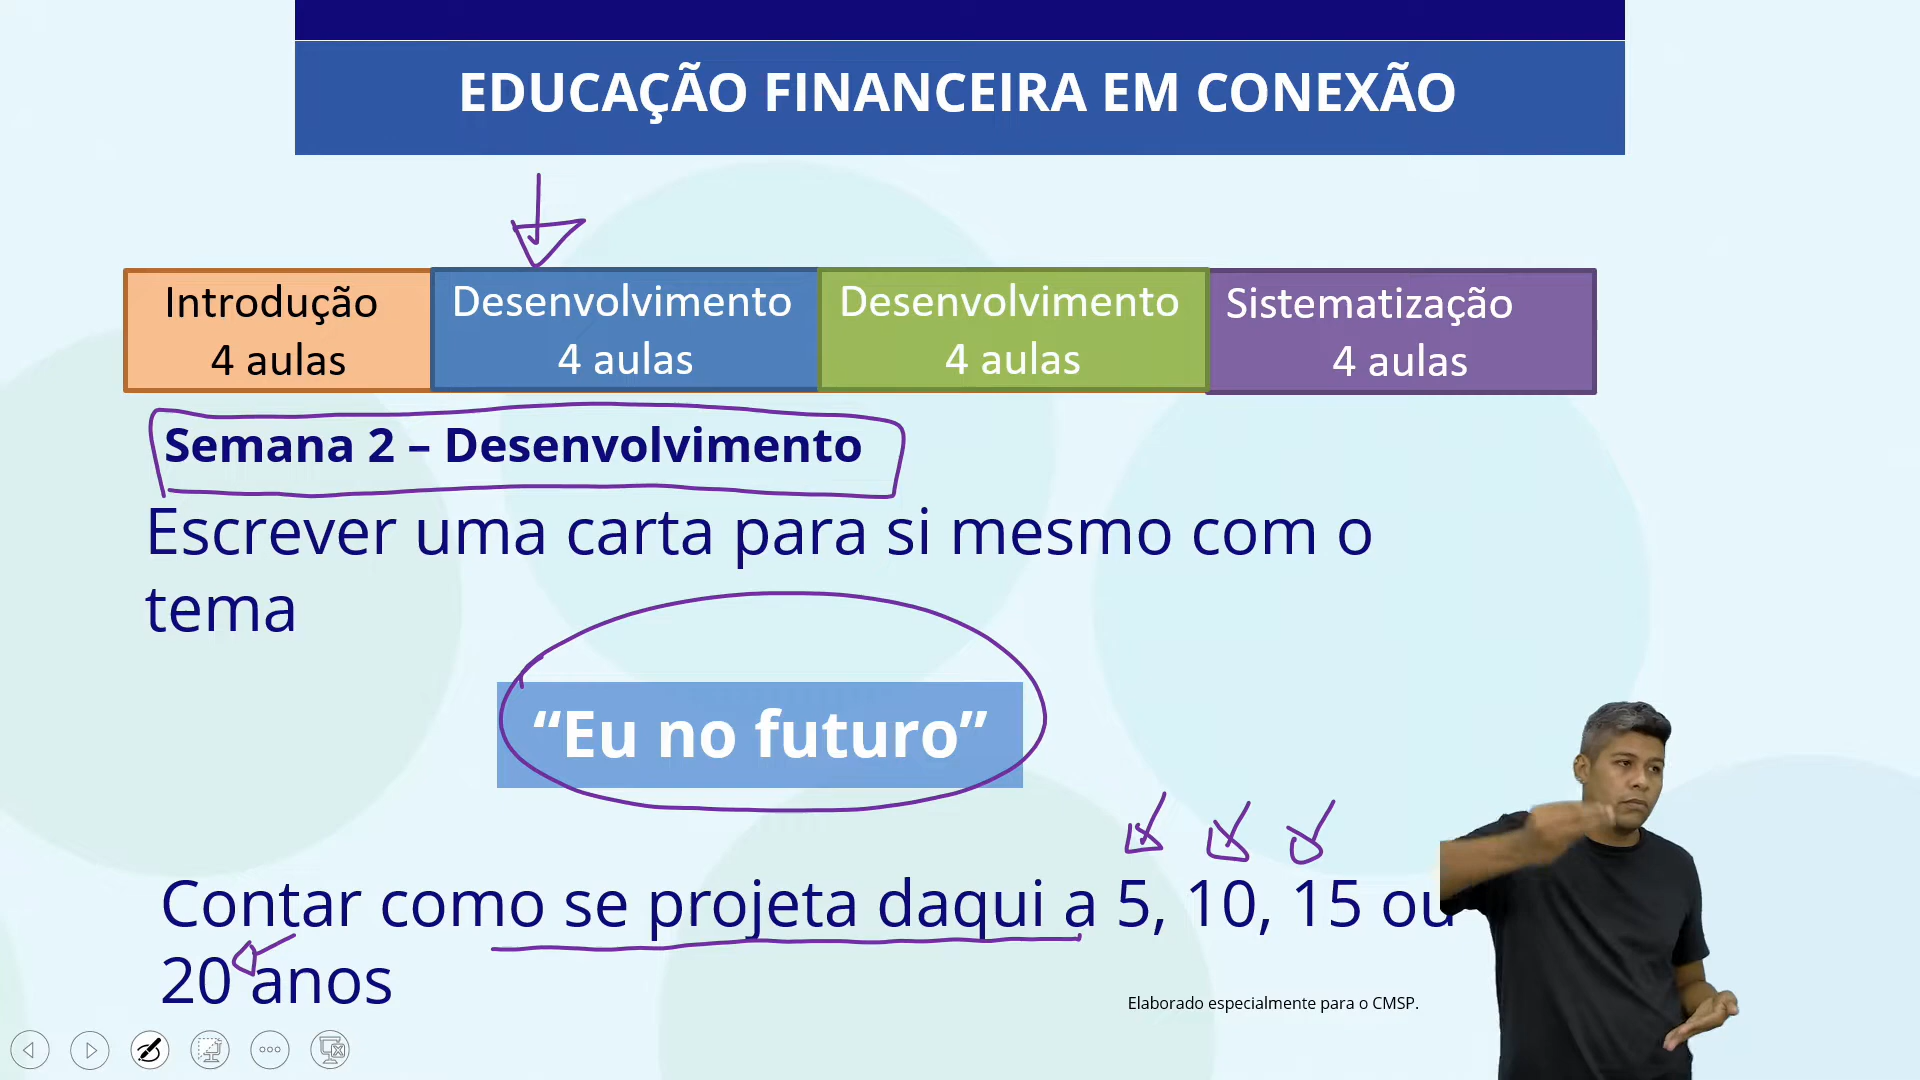 EDUCAÇÃO FINANCEIRA EM CONEXÃO
Introdução
4 aulas
Desenvolvimento
4 aulas
Desenvolvimento
4 aulas
Sistematização
4 aulas
Semana 2 – Desenvolvimento
Escrever uma carta para si mesmo com o
tema
“Eu no futuro”
Contar como se projeta daqui a 5, 10, 15 ou
20 anos
Elaborado especialmente para o CMSP.